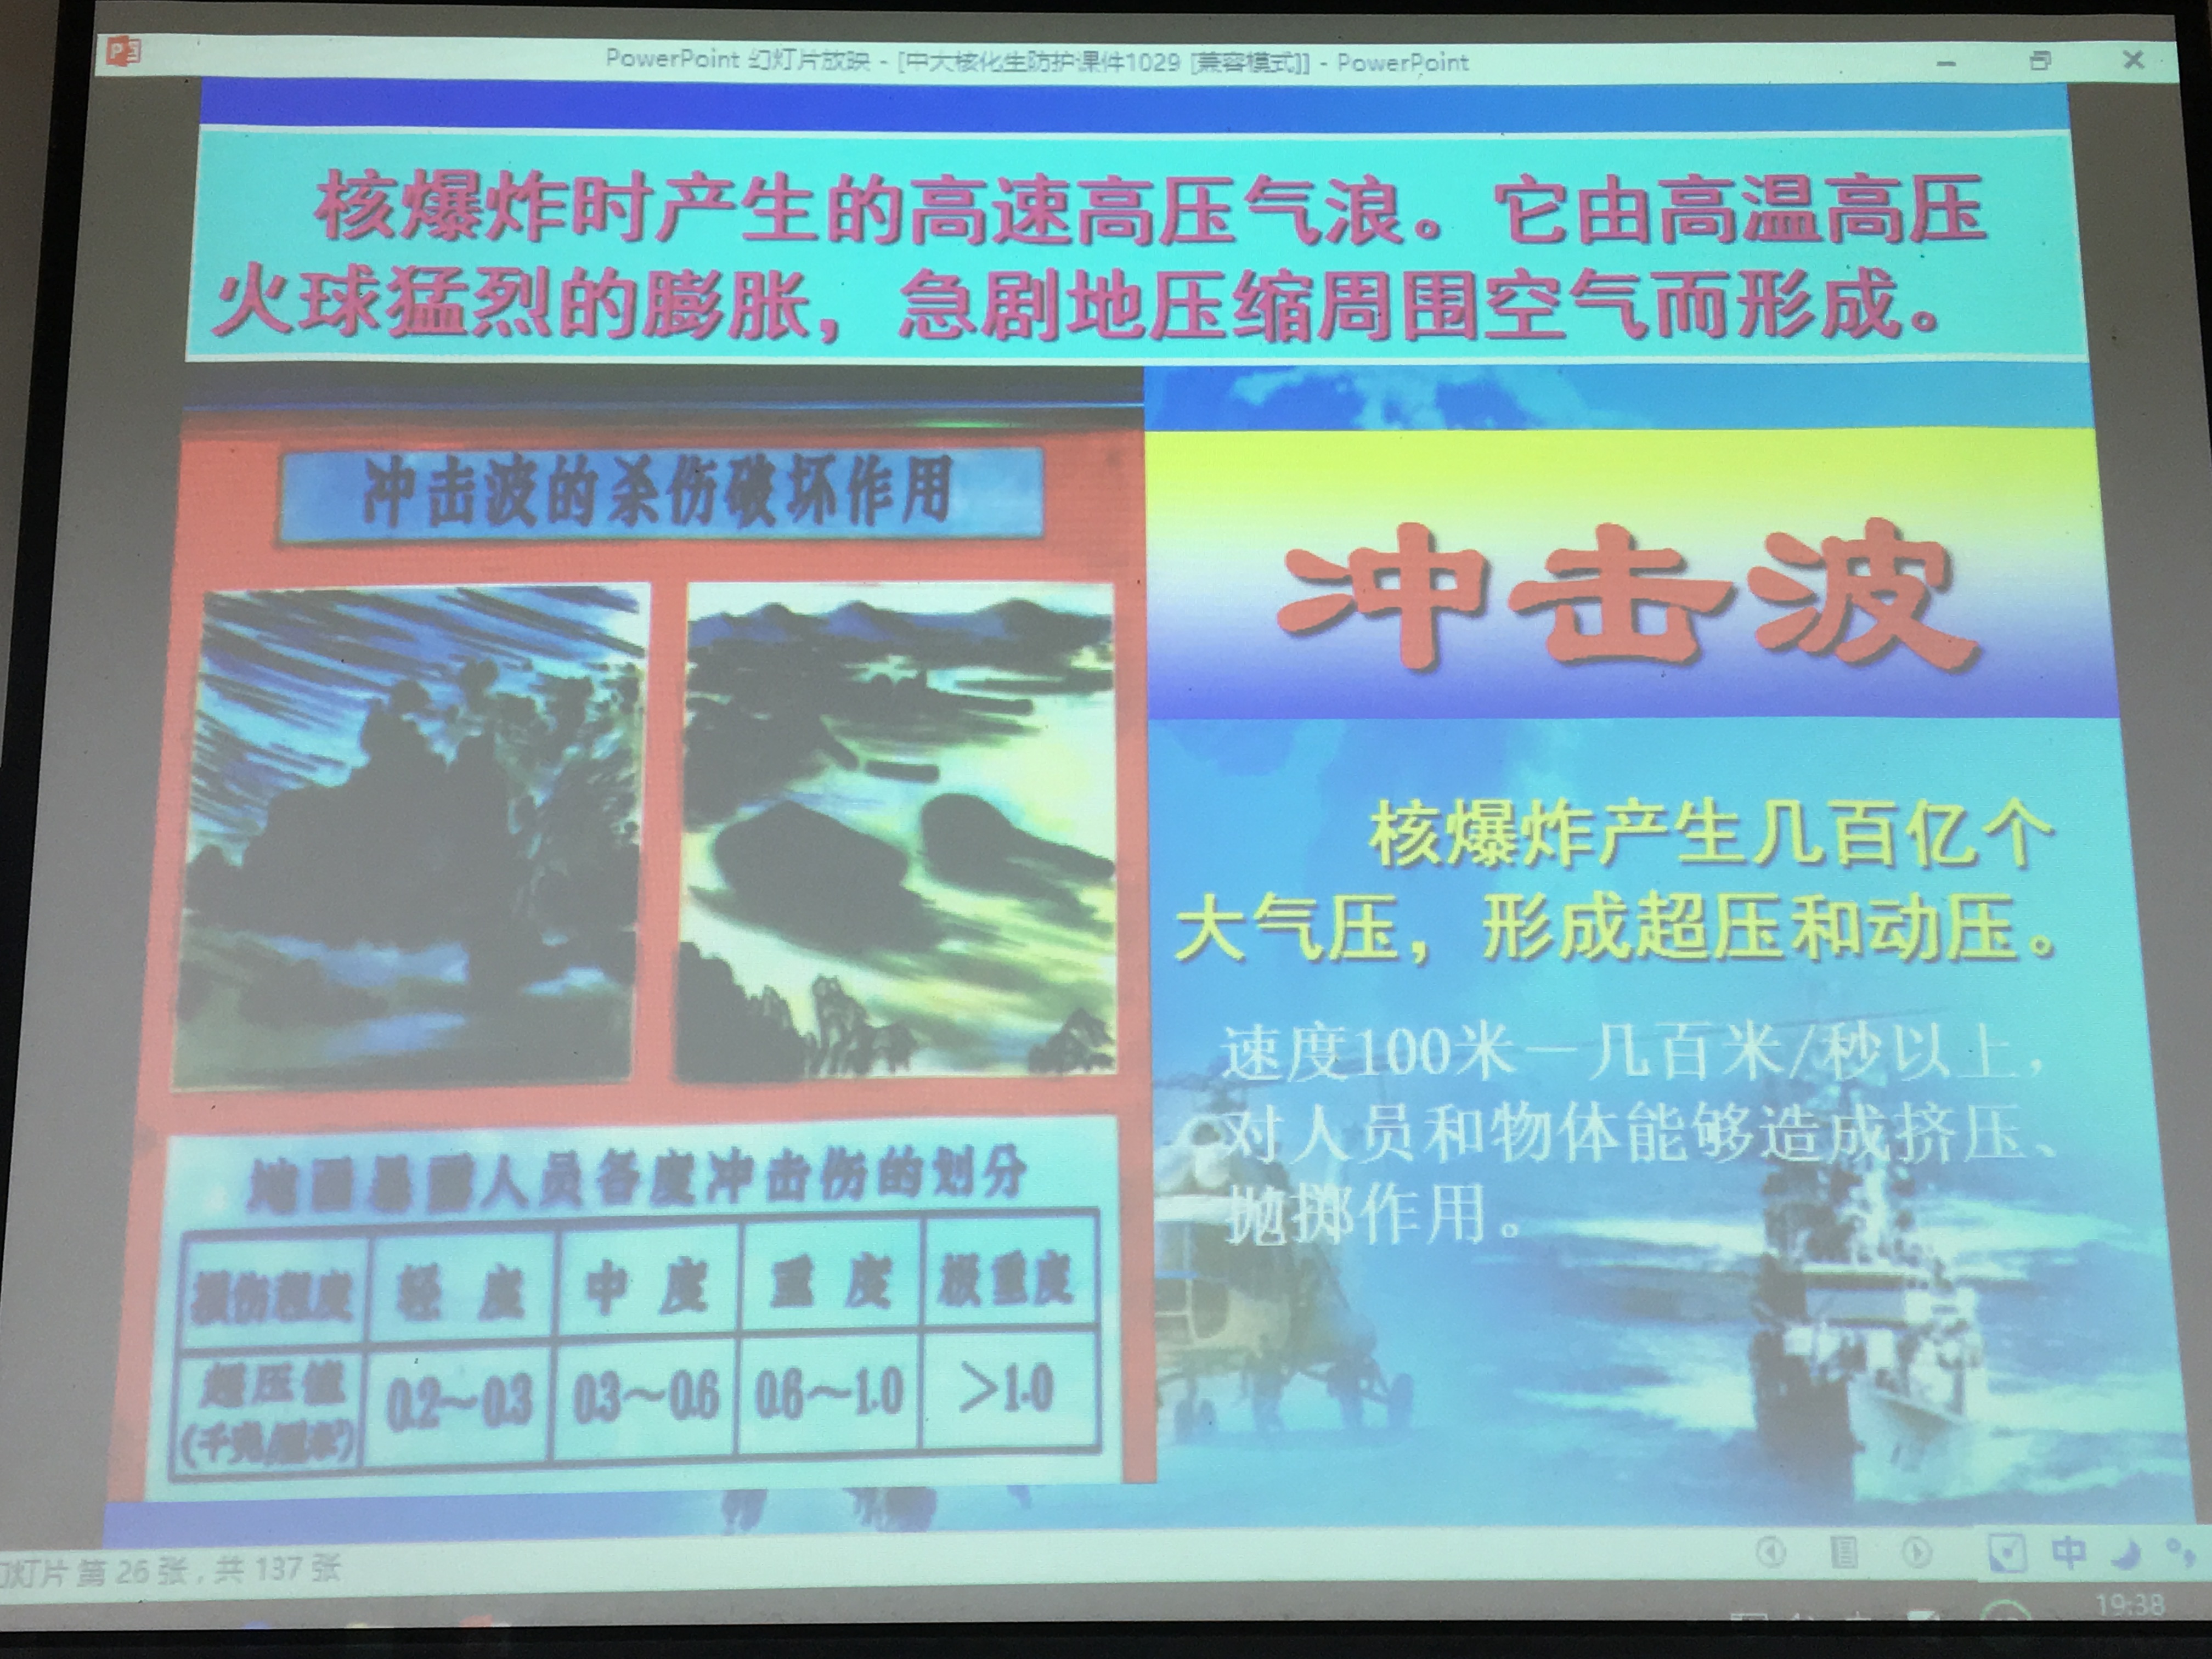 PowerPoint 幻灯片放映 - [中大核化生防护课件1029 [兼容模式]] - PowerPoint
核爆炸时产生的高速高压气浪。它由高温高压
火球猛烈的膨胀，急剧地压缩周围空气而形成。
冲击波的杀伤破坏作用
冲击波
核爆炸产生几百亿个
大气压，形成超压和动压。
速度100米—几百米/秒以上，
对人员和物体能够造成挤压、
抛掷作用。
地面暴露人员各度冲击伤的划分
损伤程度 轻度 中度 重度 极重度
超压值 0.2～0.3 0.3～0.6 0.6～1.0 ＞1.0
(千克/厘米²)
幻灯片 第 26 张，共 137 张
中
19:38